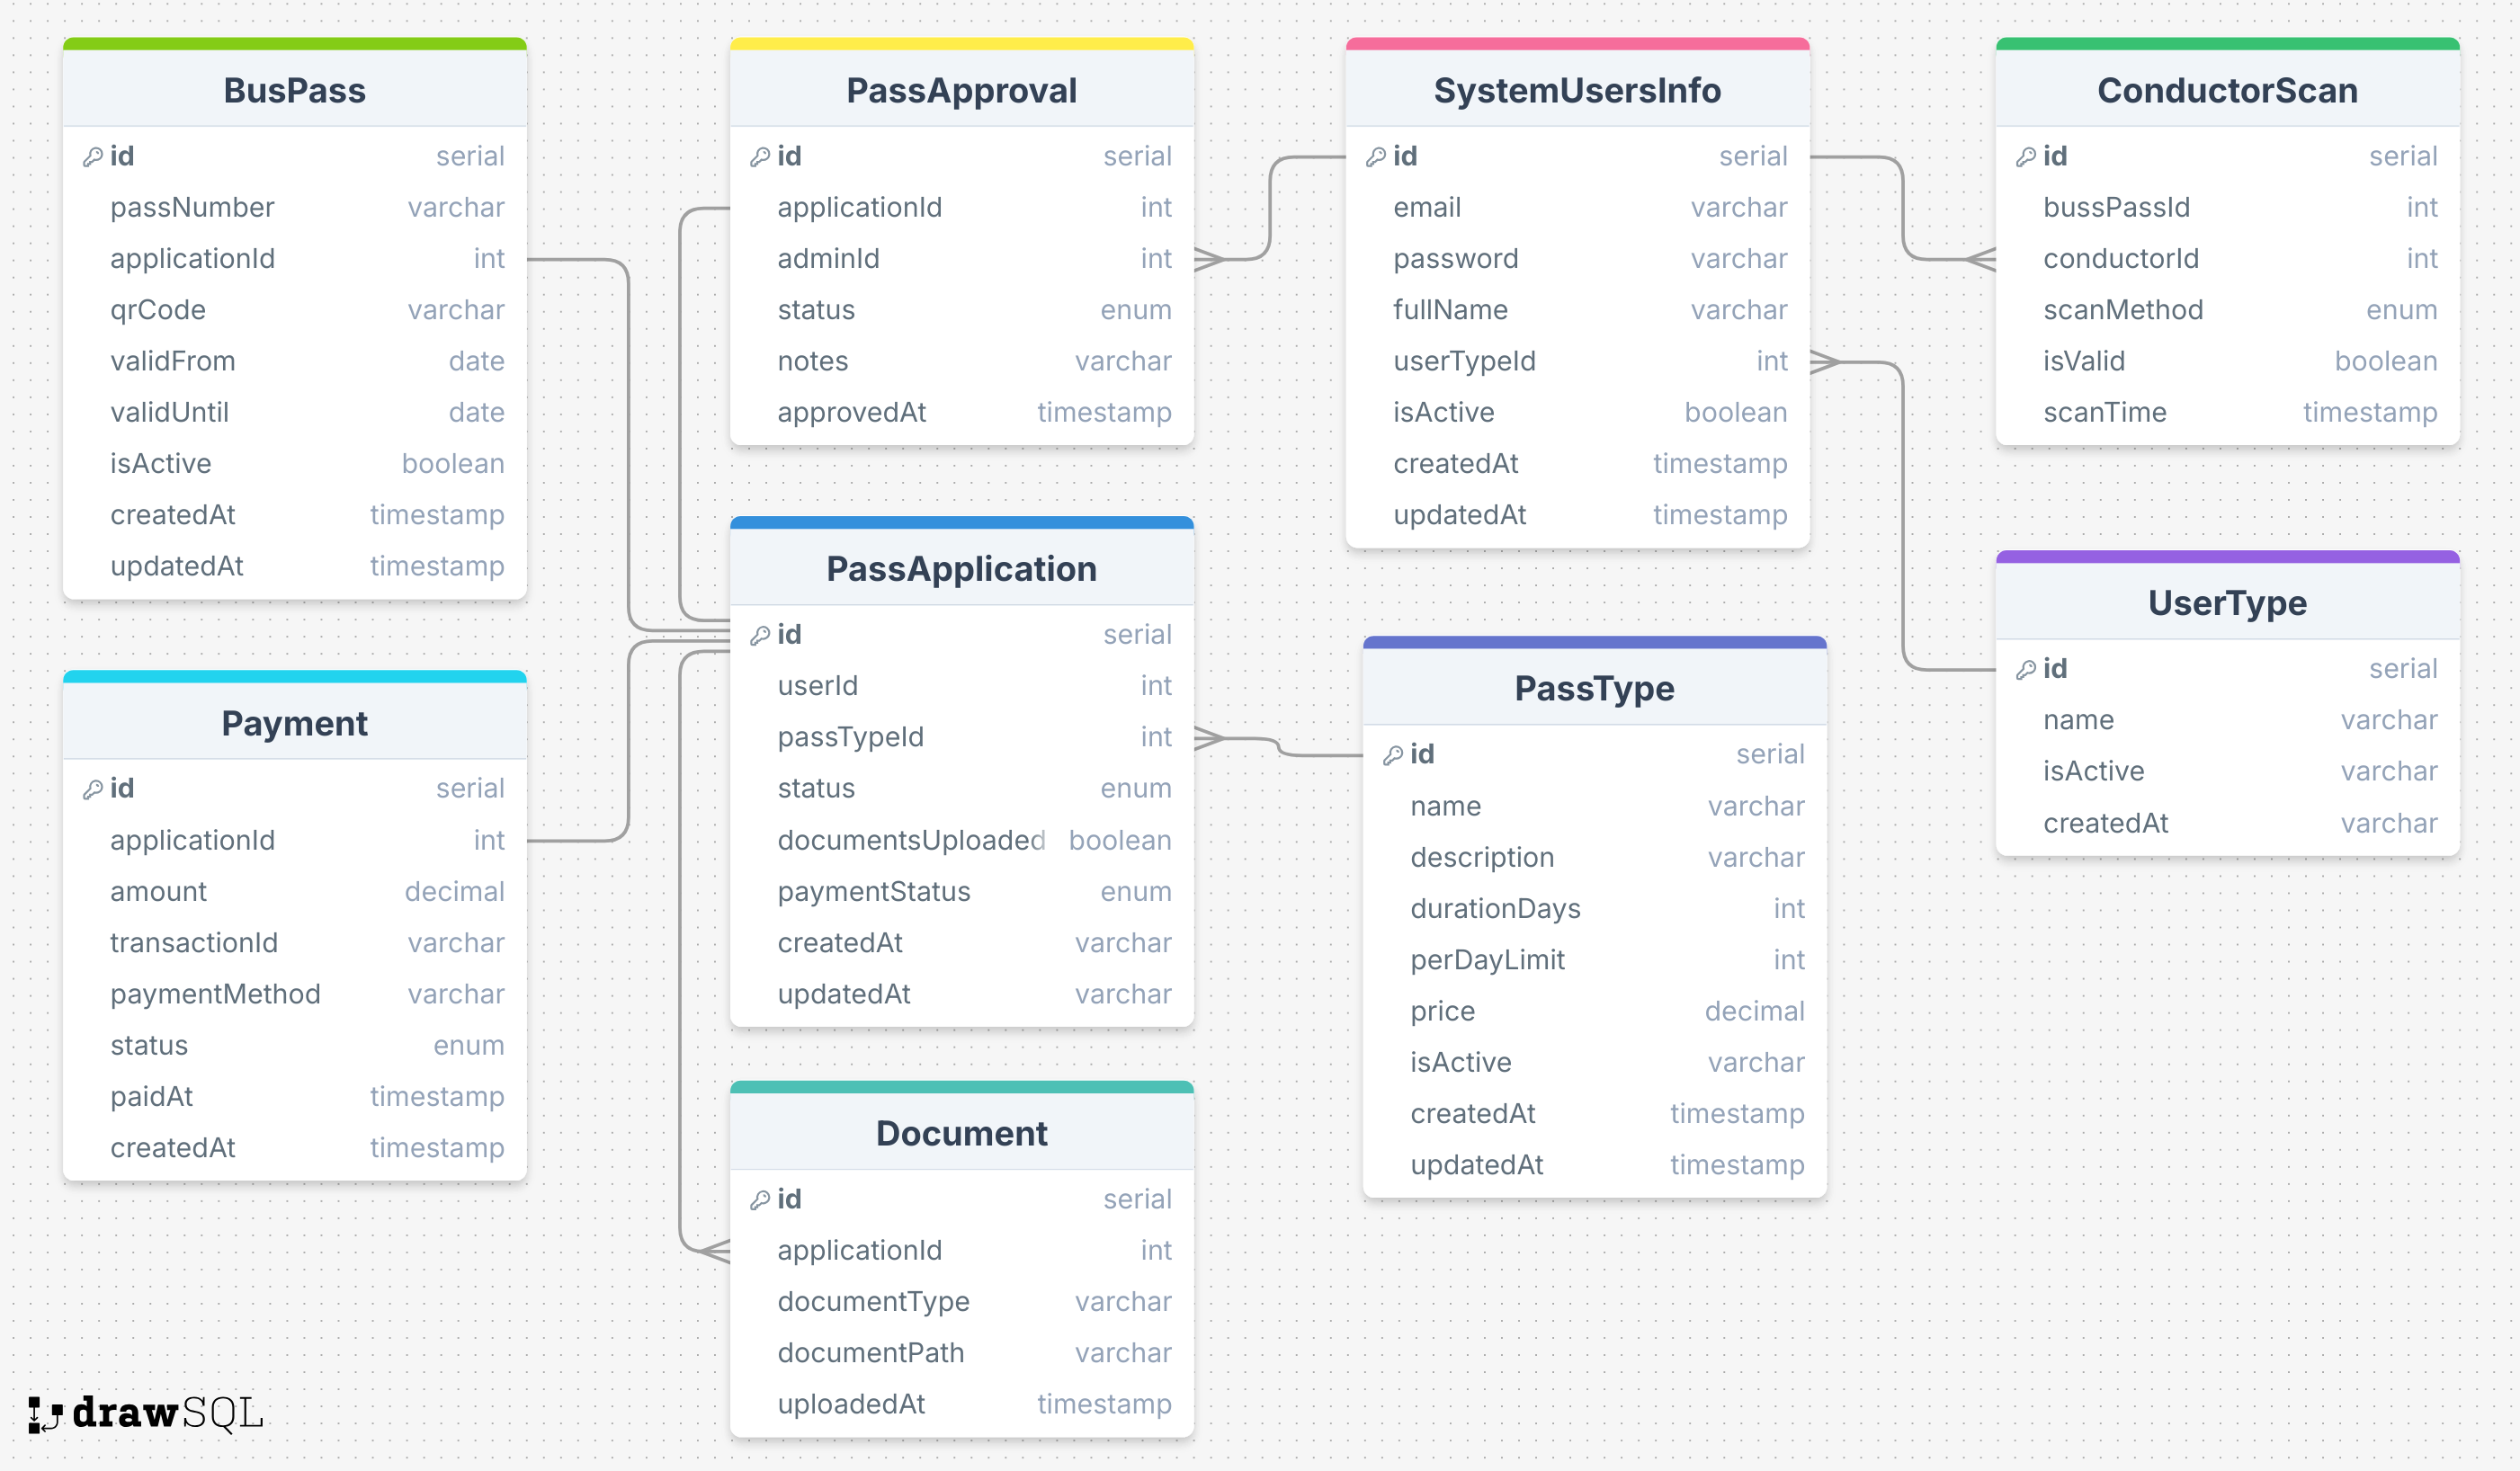 BusPass
id serial
passNumber varchar
applicationId int
qrCode varchar
validFrom date
validUntil date
isActive boolean
createdAt timestamp
updatedAt timestamp
Payment
id serial
applicationId int
amount decimal
transactionId varchar
paymentMethod varchar
status enum
paidAt timestamp
createdAt timestamp
PassApproval
id serial
applicationId int
adminId int
status enum
notes varchar
approvedAt timestamp
PassApplication
id serial
userId int
passTypeId int
status enum
documentsUploaded boolean
paymentStatus enum
createdAt varchar
updatedAt varchar
Document
id serial
applicationId int
documentType varchar
documentPath varchar
uploadedAt timestamp
SystemUsersInfo
id serial
email varchar
password varchar
fullName varchar
userTypeId int
isActive boolean
createdAt timestamp
updatedAt timestamp
PassType
id serial
name varchar
description varchar
durationDays int
perDayLimit int
price decimal
isActive varchar
createdAt timestamp
updatedAt timestamp
ConductorScan
id serial
bussPassId int
conductorId int
scanMethod enum
isValid boolean
scanTime timestamp
UserType
id serial
name varchar
isActive varchar
createdAt varchar
drawSQL